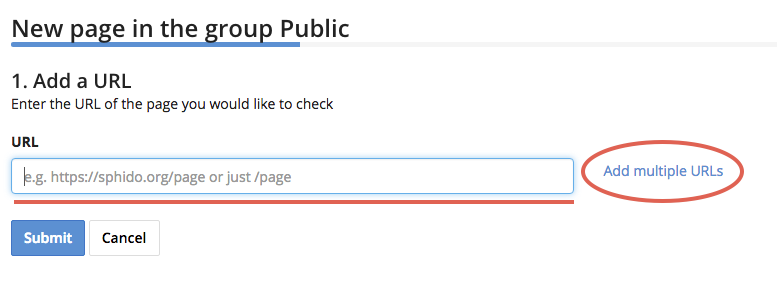 New page in the group Public
1. Add a URL
Enter the URL of the page you would like to check
URL
e.g. https://sphido.org/page or just /page
Add multiple URLs
Submit
Cancel